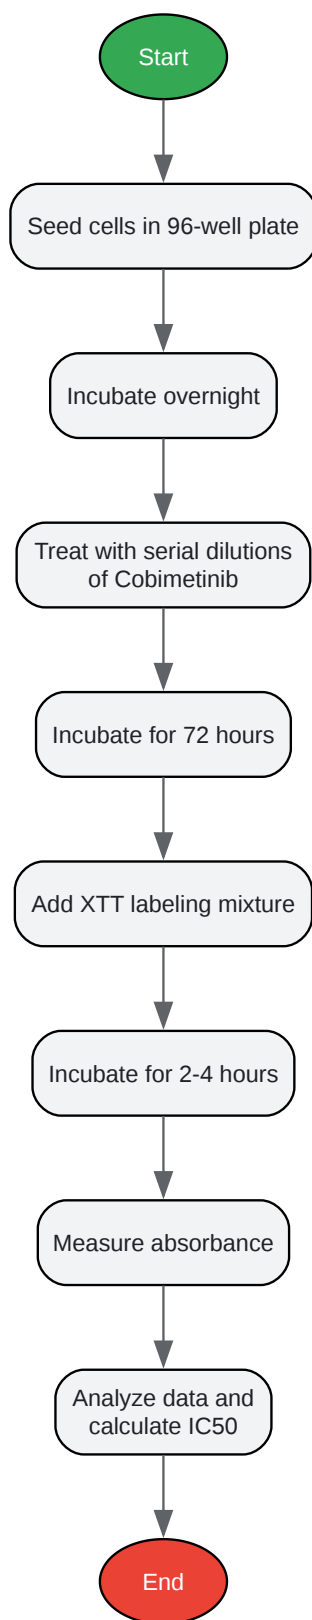 Start
Seed cells in 96-well plate
Incubate overnight
Treat with serial dilutions
of Cobimetinib
Incubate for 72 hours
Add XTT labeling mixture
Incubate for 2-4 hours
Measure absorbance
Analyze data and
calculate IC50
End